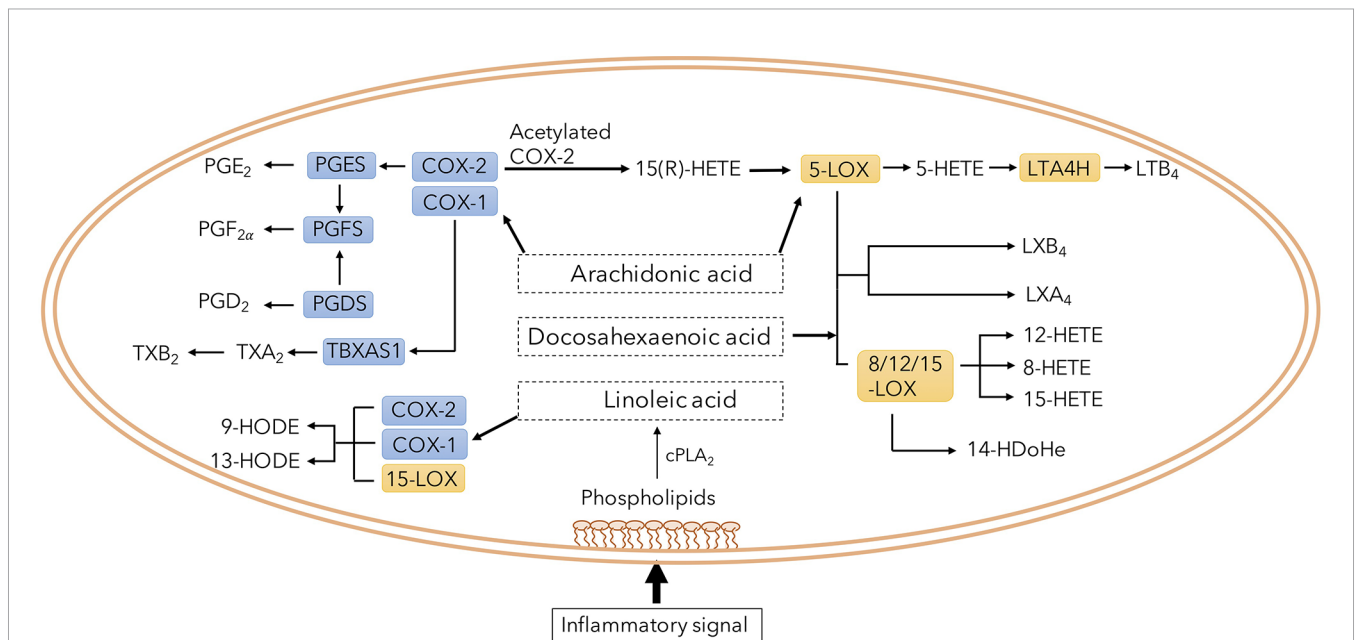 Acetylated
COX-2
PGE2
PGES
COX-2
15(R)-HETE
5-LOX
5-HETE
LTA4H
LTB4
COX-1
PGF2α
PGFS
LXB4
Arachidonic acid
PGD2
PGDS
LXA4
Docosahexaenoic acid
12-HETE
TXB2
TXA2
TBXAS1
8/12/15
-LOX
8-HETE
15-HETE
Linoleic acid
COX-2
9-HODE
COX-1
13-HODE
15-LOX
14-HDoHe
cPLA2
Phospholipids
Inflammatory signal